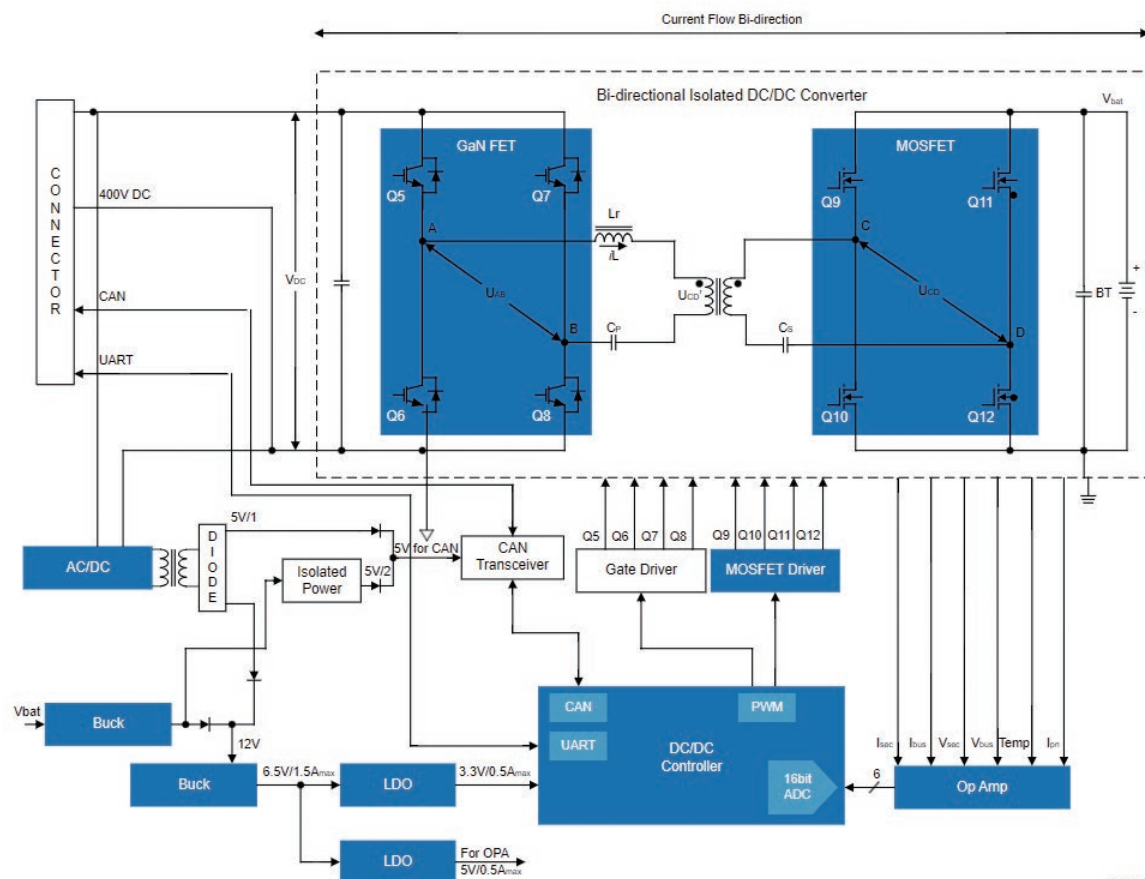 Current Flow Bi-direction
Bi-directional Isolated DC/DC Converter
CONNECTOR
400V DC
CAN
UART
VDC
GaN FET
Q5
Q7
A
UAB
B
Q6
Q8
Lr
iL
UCD'
CP
CS
MOSFET
Q9
Q11
C
UCD
D
Q10
Q12
Vbat
BT
+
-
AC/DC
DIODE
5V/1
Isolated
Power
5V/2
5V for CAN
CAN
Transceiver
Q5
Q6
Q7
Q8
Gate Driver
Q9
Q10
Q11
Q12
MOSFET Driver
Vbat
Buck
12V
Buck
6.5V/1.5Amax
LDO
3.3V/0.5Amax
LDO
For OPA
5V/0.5Amax
CAN
PWM
UART
DC/DC
Controller
16bit
ADC
6
Isec
Ibus
Vsec
Vbus
Temp
Ipri
Op Amp